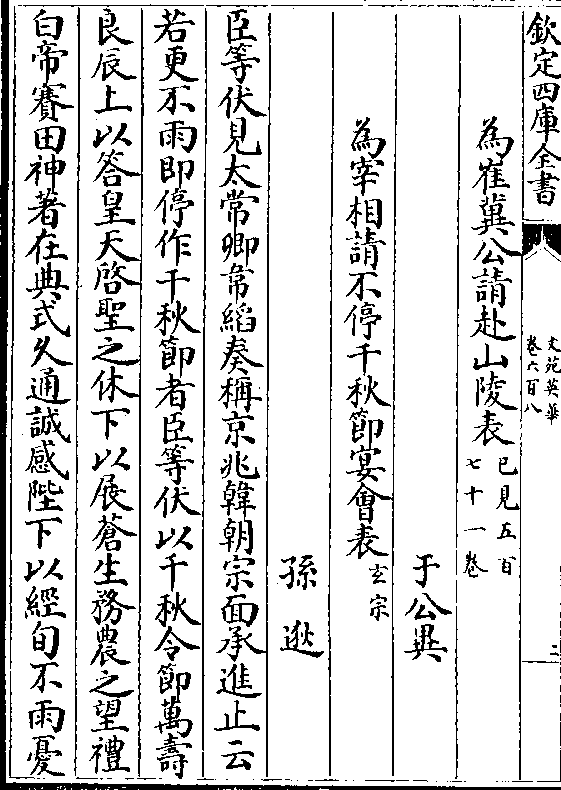 欽定四庫全書
文苑英華
卷六百八
二
為崔冀公請赴山陵表已見五百
七十一卷
于公異
為宰相請不停千秋節宴會表玄宗
孫逖
臣等伏見太常卿韋縚奏稱京兆韓朝宗面承進止云
若更不雨即停作千秋節者臣等伏以千秋令節萬壽
良辰上以答皇天啓聖之休下以展蒼生務農之望禮
白帝賽田神著在典式久通誠感陛下以經旬不雨憂